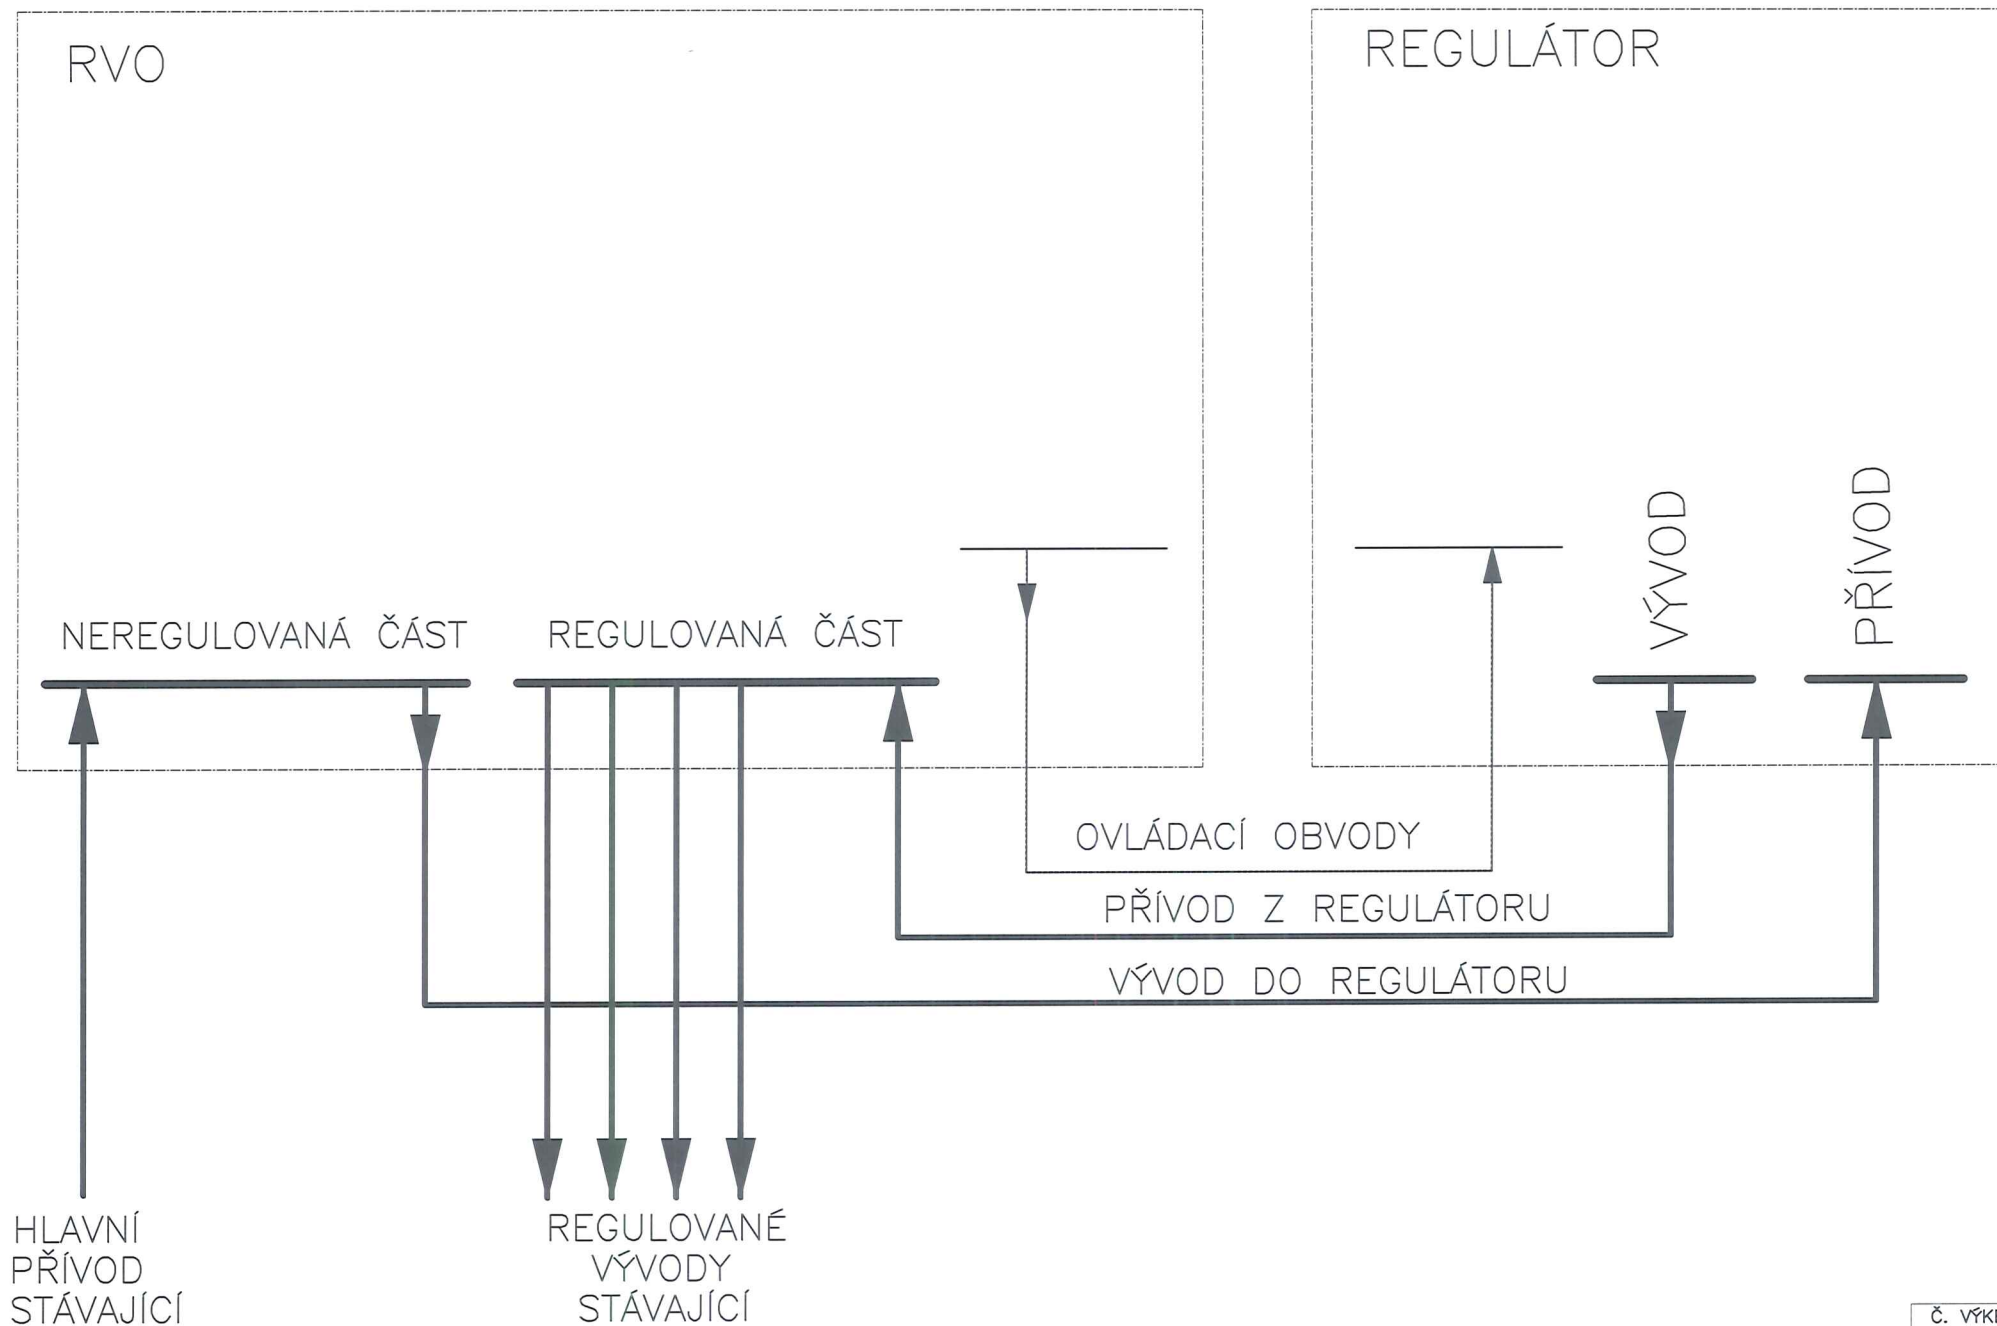 RVO
REGULÁTOR
VÝVOD
PŘÍVOD
NEREGULOVANÁ ČÁST
REGULOVANÁ ČÁST
OVLÁDACÍ OBVODY
PŘÍVOD Z REGULÁTORU
VÝVOD DO REGULÁTORU
HLAVNÍ
PŘÍVOD
STÁVAJÍCÍ
REGULOVANÉ
VÝVODY
STÁVAJÍCÍ
Č.